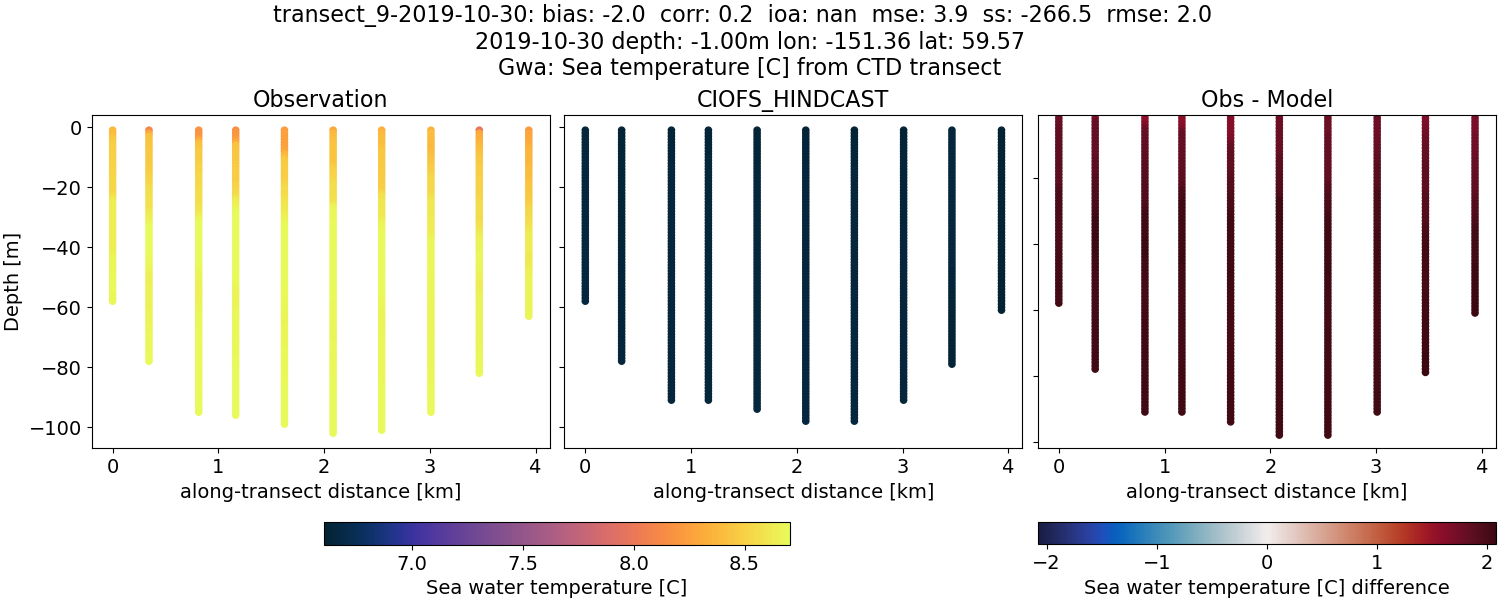 transect_9-2019-10-30: bias: -2.0  corr: 0.2  ioa: nan  mse: 3.9  ss: -266.5  rmse: 2.0
2019-10-30 depth: -1.00m lon: -151.36 lat: 59.57
Gwa: Sea temperature [C] from CTD transect
Observation
CIOFS_HINDCAST
Obs - Model
Depth [m]
0
−20
−40
−60
−80
−100
0 1 2 3 4
0 1 2 3 4
0 1 2 3 4
along-transect distance [km]
along-transect distance [km]
along-transect distance [km]
7.0 7.5 8.0 8.5
Sea water temperature [C]
−2 −1 0 1 2
Sea water temperature [C] difference